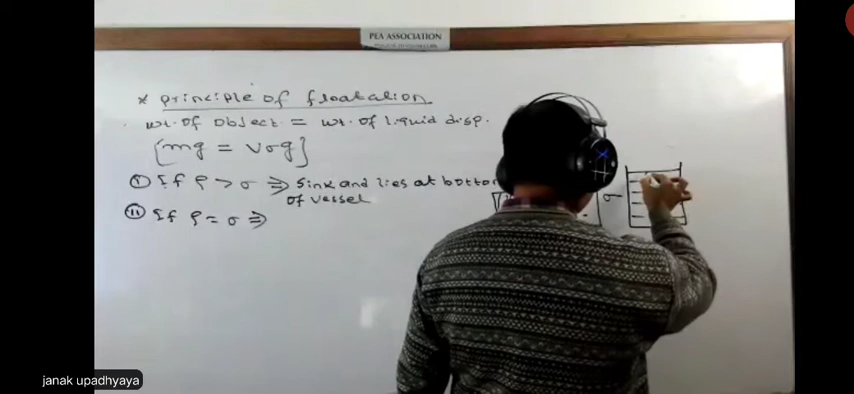 PEA ASSOCIATION
* principle of floatation
wt. of object = wt. of liquid disp.
[mg = vσg]
(i) If ρ > σ ⇒ Sink and lies at bottom
of vessel
σ
(ii) If ρ = σ ⇒
janak upadhyaya